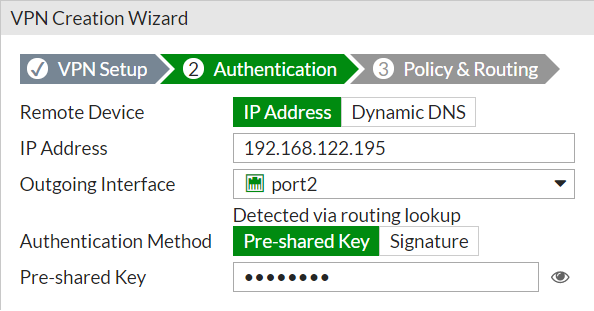 VPN Creation Wizard
VPN Setup 2 Authentication 3 Policy & Routing
Remote Device IP Address Dynamic DNS
IP Address 192.168.122.195
Outgoing Interface port2
Detected via routing lookup
Authentication Method Pre-shared Key Signature
Pre-shared Key ••••••••